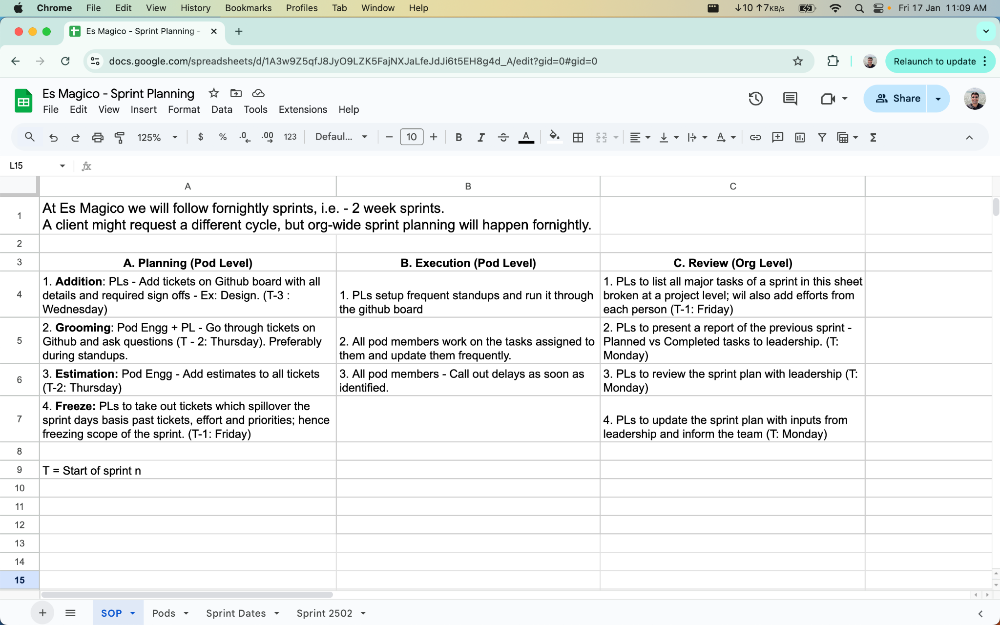 Chrome File Edit View History Bookmarks Profiles Tab Window Help ↓10 ↑7KB/s Fri 17 Jan 11:09 AM
Es Magico - Sprint Planning -
docs.google.com/spreadsheets/d/1A3w9Z5qfJ8JyO9LZK5FajNXJaLfeJdJi6t5EH8g4d_A/edit?gid=0#gid=0 Relaunch to update
Es Magico - Sprint Planning
Share
File Edit View Insert Format Data Tools Extensions Help
125% $ % .0 .00 123 Defaul... − 10 + B I A A Σ
L15 fx
A B C
1
At Es Magico we will follow fornightly sprints, i.e. - 2 week sprints.
A client might request a different cycle, but org-wide sprint planning will happen fornightly.
2
3 A. Planning (Pod Level) B. Execution (Pod Level) C. Review (Org Level)
4
1. Addition: PLs - Add tickets on Github board with all
details and required sign offs - Ex: Design. (T-3 :
Wednesday)
1. PLs setup frequent standups and run it through
the github board
1. PLs to list all major tasks of a sprint in this sheet
broken at a project level; wil also add efforts from
each person (T-1: Friday)
5
2. Grooming: Pod Engg + PL - Go through tickets on
Github and ask questions (T - 2: Thursday). Preferably
during standups.
2. All pod members work on the tasks assigned to
them and update them frequently.
2. PLs to present a report of the previous sprint -
Planned vs Completed tasks to leadership. (T:
Monday)
6
3. Estimation: Pod Engg - Add estimates to all tickets
(T-2: Thursday)
3. All pod members - Call out delays as soon as
identified.
3. PLs to review the sprint plan with leadership (T:
Monday)
7
4. Freeze: PLs to take out tickets which spillover the
sprint days basis past tickets, effort and priorities; hence
freezing scope of the sprint. (T-1: Friday)
4. PLs to update the sprint plan with inputs from
leadership and inform the team (T: Monday)
8
9 T = Start of sprint n
10
11
12
13
14
15
SOP Pods Sprint Dates Sprint 2502